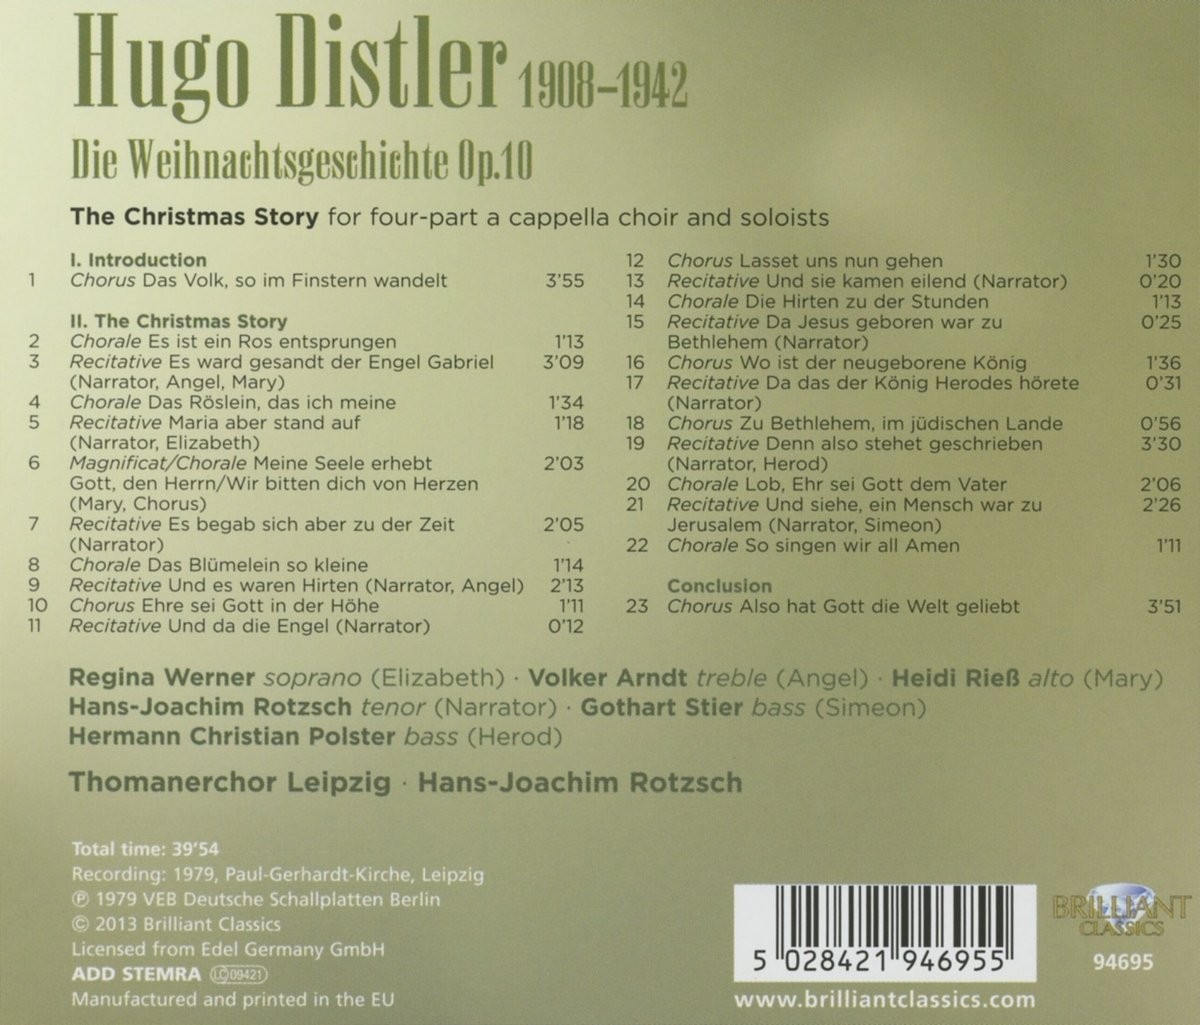 Hugo Distler 1908–1942
Die Weihnachtsgeschichte Op.10
The Christmas Story for four-part a cappella choir and soloists
I. Introduction
1 Chorus Das Volk, so im Finstern wandelt 3’55
II. The Christmas Story
2 Chorale Es ist ein Ros entsprungen 1’13
3 Recitative Es ward gesandt der Engel Gabriel 3’09
(Narrator, Angel, Mary)
4 Chorale Das Röslein, das ich meine 1’34
5 Recitative Maria aber stand auf 1’18
(Narrator, Elizabeth)
6 Magnificat/Chorale Meine Seele erhebt 2’03
Gott, den Herrn/Wir bitten dich von Herzen
(Mary, Chorus)
7 Recitative Es begab sich aber zu der Zeit 2’05
(Narrator)
8 Chorale Das Blümelein so kleine 1’14
9 Recitative Und es waren Hirten (Narrator, Angel) 2’13
10 Chorus Ehre sei Gott in der Höhe 1’11
11 Recitative Und da die Engel (Narrator) 0’12
12 Chorus Lasset uns nun gehen 1’30
13 Recitative Und sie kamen eilend (Narrator) 0’20
14 Chorale Die Hirten zu der Stunden 1’13
15 Recitative Da Jesus geboren war zu 0’25
Bethlehem (Narrator)
16 Chorus Wo ist der neugeborene König 1’36
17 Recitative Da das der König Herodes hörete 0’31
(Narrator)
18 Chorus Zu Bethlehem, im jüdischen Lande 0’56
19 Recitative Denn also stehet geschrieben 3’30
(Narrator, Herod)
20 Chorale Lob, Ehr sei Gott dem Vater 2’06
21 Recitative Und siehe, ein Mensch war zu 2’26
Jerusalem (Narrator, Simeon)
22 Chorale So singen wir all Amen 1’11
Conclusion
23 Chorus Also hat Gott die Welt geliebt 3’51
Regina Werner soprano (Elizabeth) · Volker Arndt treble (Angel) · Heidi Rieß alto (Mary)
Hans-Joachim Rotzsch tenor (Narrator) · Gothart Stier bass (Simeon)
Hermann Christian Polster bass (Herod)
Thomanerchor Leipzig · Hans-Joachim Rotzsch
Total time: 39’54
Recording: 1979, Paul-Gerhardt-Kirche, Leipzig
℗ 1979 VEB Deutsche Schallplatten Berlin
© 2013 Brilliant Classics
Licensed from Edel Germany GmbH
ADD STEMRA LC 09421
Manufactured and printed in the EU
5 028421 946955
www.brilliantclassics.com
BRILLIANT
CLASSICS
94695